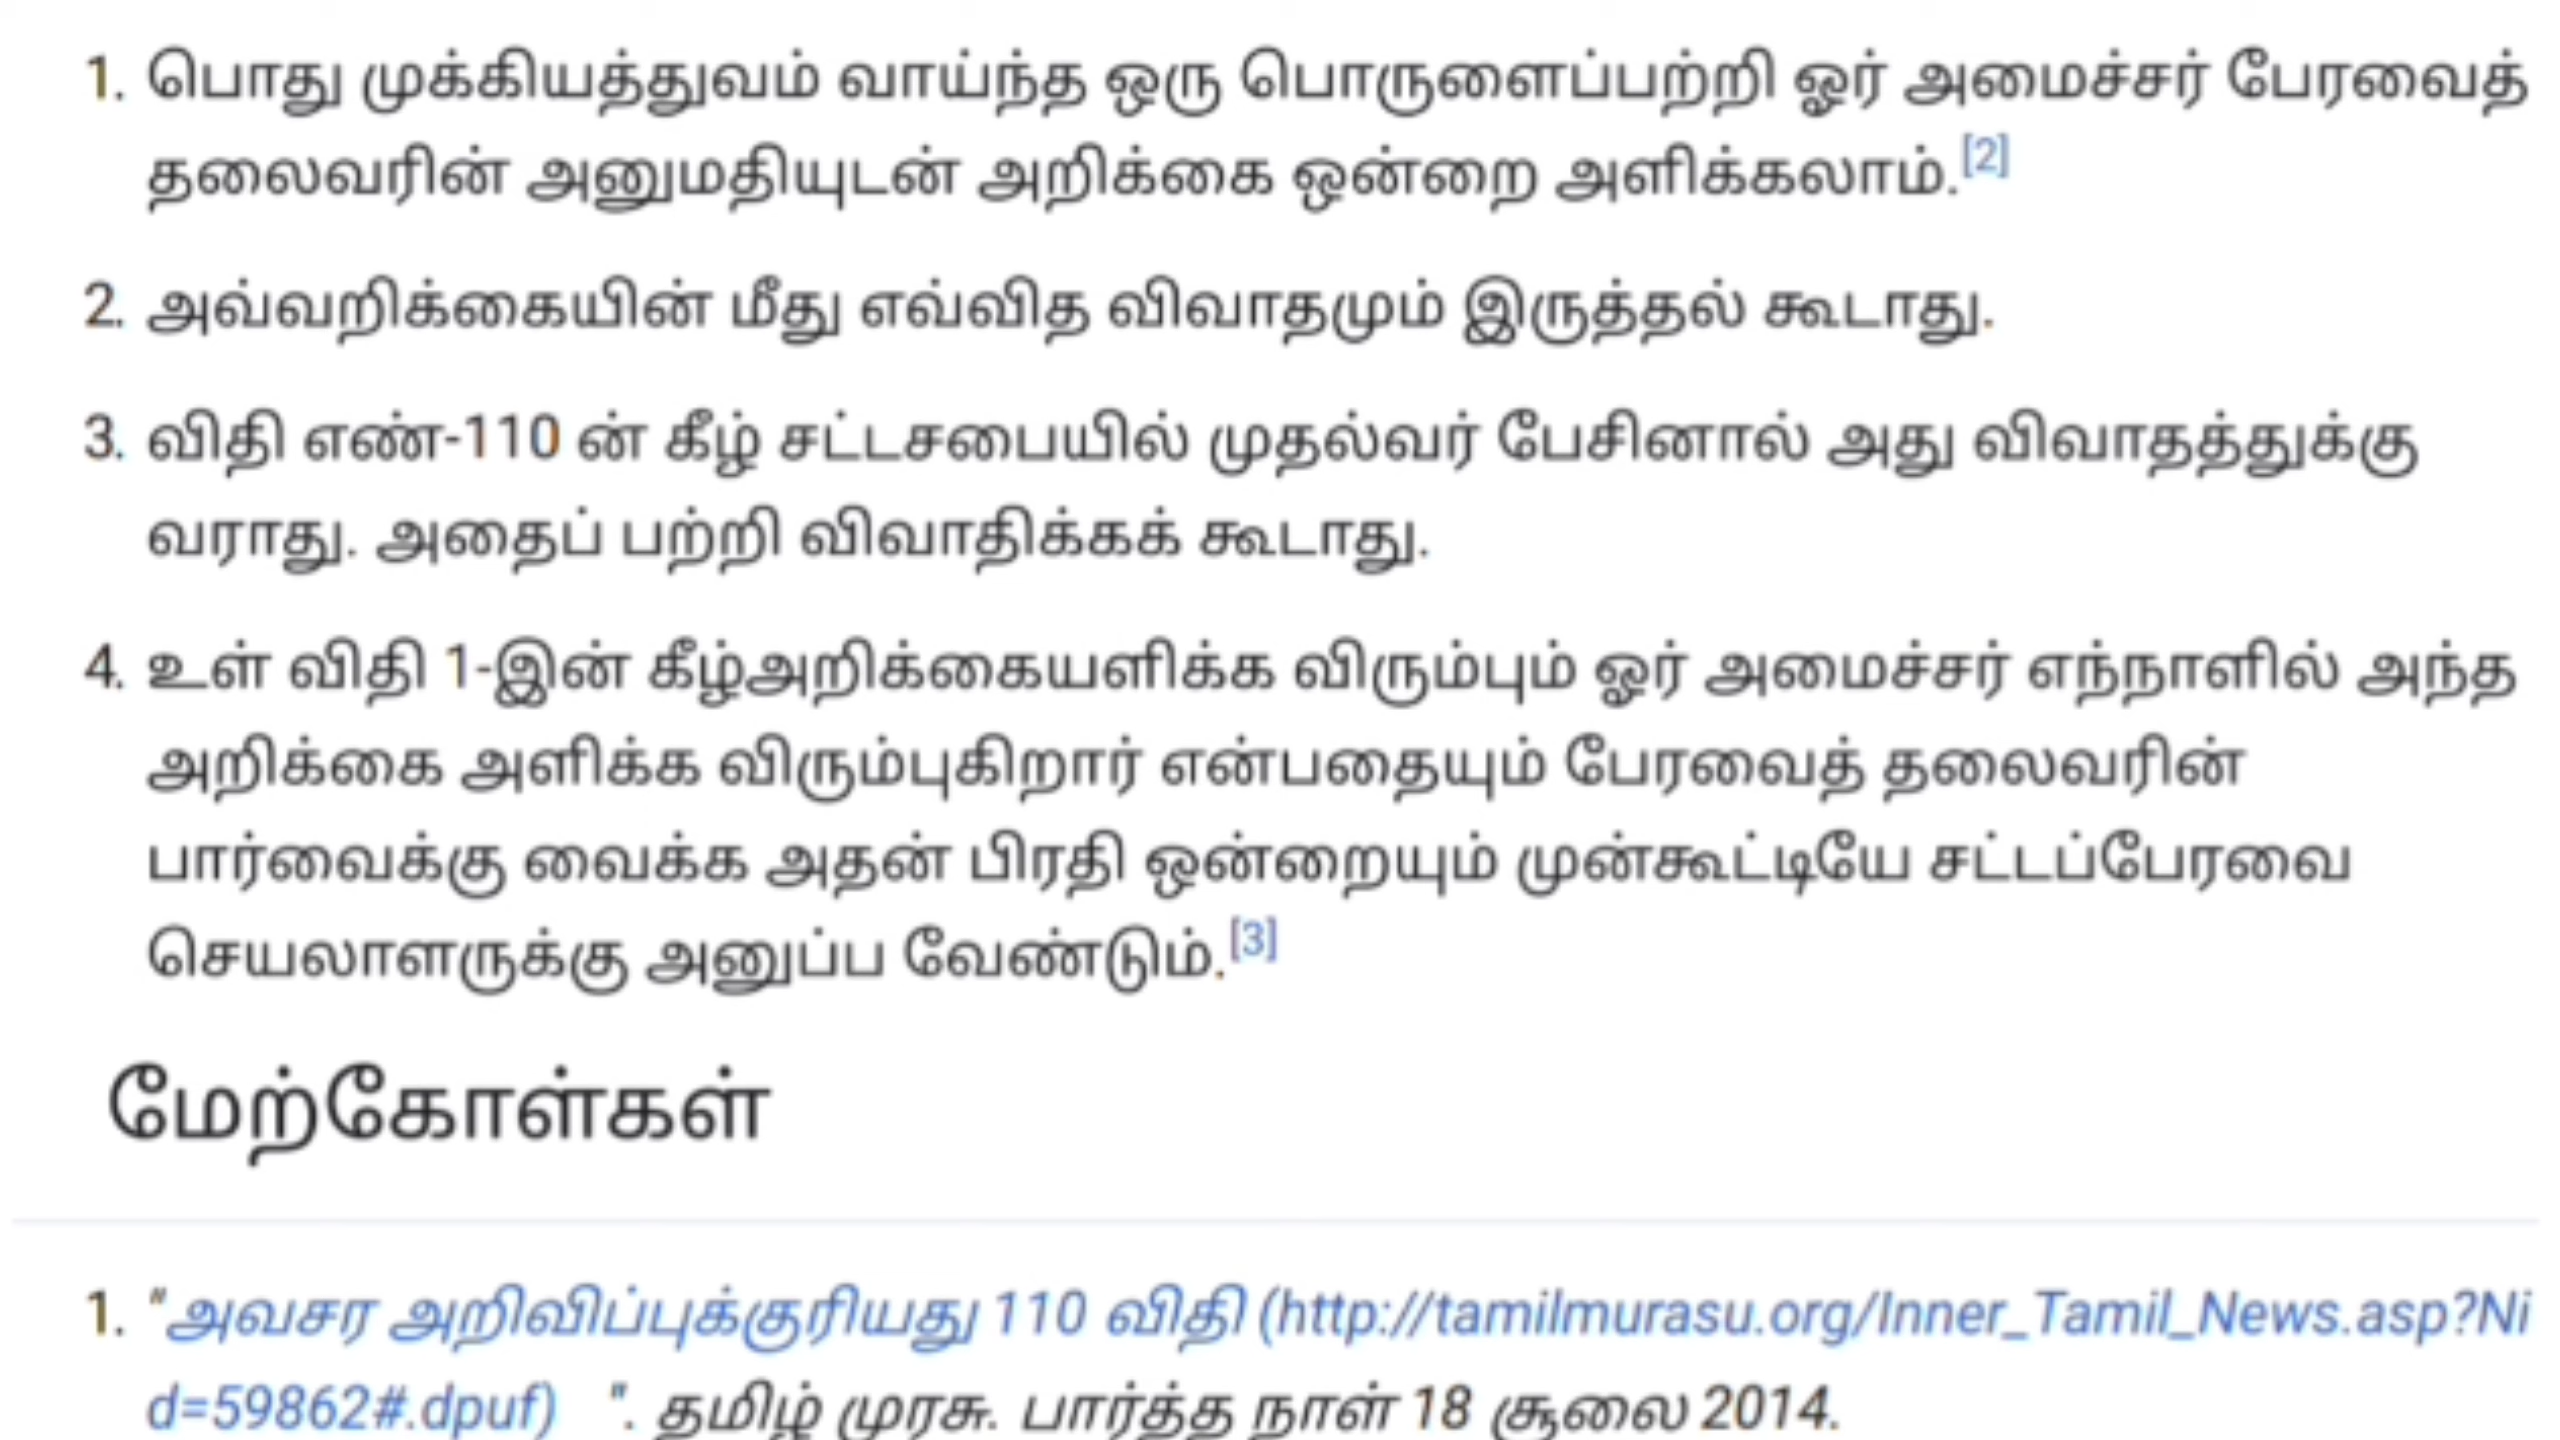 1. பொது முக்கியத்துவம் வாய்ந்த ஒரு பொருளைப்பற்றி ஓர் அமைச்சர் பேரவைத்
தலைவரின் அனுமதியுடன் அறிக்கை ஒன்றை அளிக்கலாம்.[2]
2. அவ்வறிக்கையின் மீது எவ்வித விவாதமும் இருத்தல் கூடாது.
3. விதி எண்-110 ன் கீழ் சட்டசபையில் முதல்வர் பேசினால் அது விவாதத்துக்கு
வராது. அதைப் பற்றி விவாதிக்கக் கூடாது.
4. உள் விதி 1-இன் கீழ்அறிக்கையளிக்க விரும்பும் ஓர் அமைச்சர் எந்நாளில் அந்த
அறிக்கை அளிக்க விரும்புகிறார் என்பதையும் பேரவைத் தலைவரின்
பார்வைக்கு வைக்க அதன் பிரதி ஒன்றையும் முன்கூட்டியே சட்டப்பேரவை
செயலாளருக்கு அனுப்ப வேண்டும்.[3]
மேற்கோள்கள்
1. "அவசர அறிவிப்புக்குரியது 110 விதி (http://tamilmurasu.org/Inner_Tamil_News.asp?Ni
d=59862#.dpuf) ". தமிழ் முரசு. பார்த்த நாள் 18 சூலை 2014.